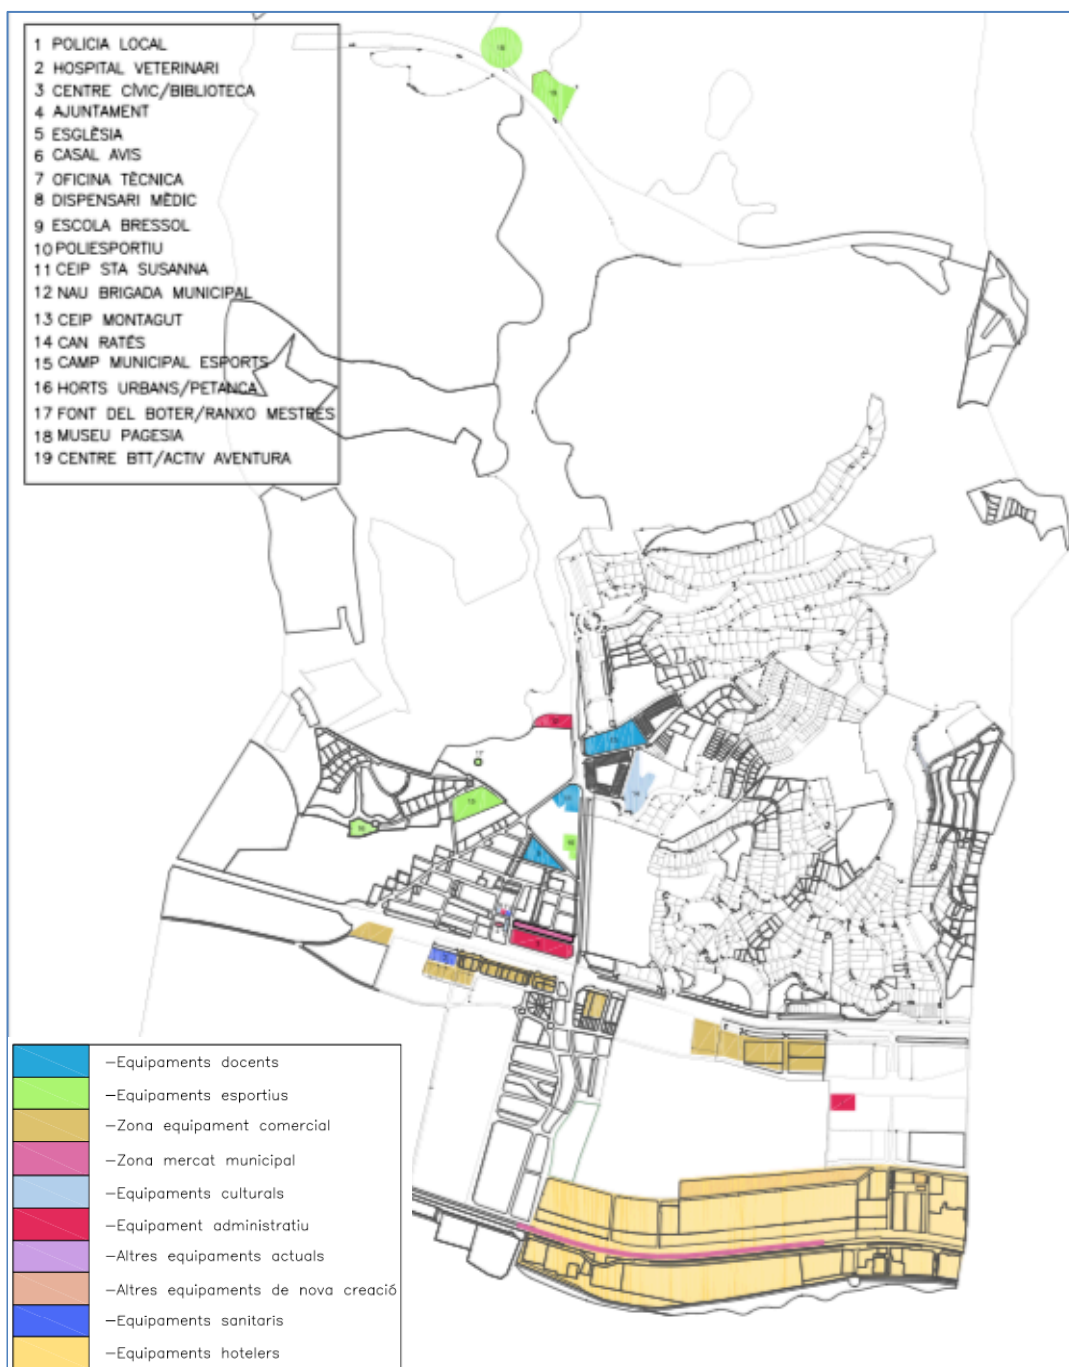 1 POLICIA LOCAL
2 HOSPITAL VETERINARI
3 CENTRE CÍVIC/BIBLIOTECA
4 AJUNTAMENT
5 ESGLÈSIA
6 CASAL AVIS
7 OFICINA TÈCNICA
8 DISPENSARI MÈDIC
9 ESCOLA BRESSOL
10 POLIESPORTIU
11 CEIP STA SUSANNA
12 NAU BRIGADA MUNICIPAL
13 CEIP MONTAGUT
14 CAN RATÉS
15 CAMP MUNICIPAL ESPORTS
16 HORTS URBANS/PETANCA
17 FONT DEL BOTER/RANXO MESTRES
18 MUSEU PAGESIA
19 CENTRE BTT/ACTIV AVENTURA
—Equipaments docents
—Equipaments esportius
—Zona equipament comercial
—Zona mercat municipal
—Equipaments culturals
—Equipament administratiu
—Altres equipaments actuals
—Altres equipaments de nova creació
—Equipaments sanitaris
—Equipaments hotelers